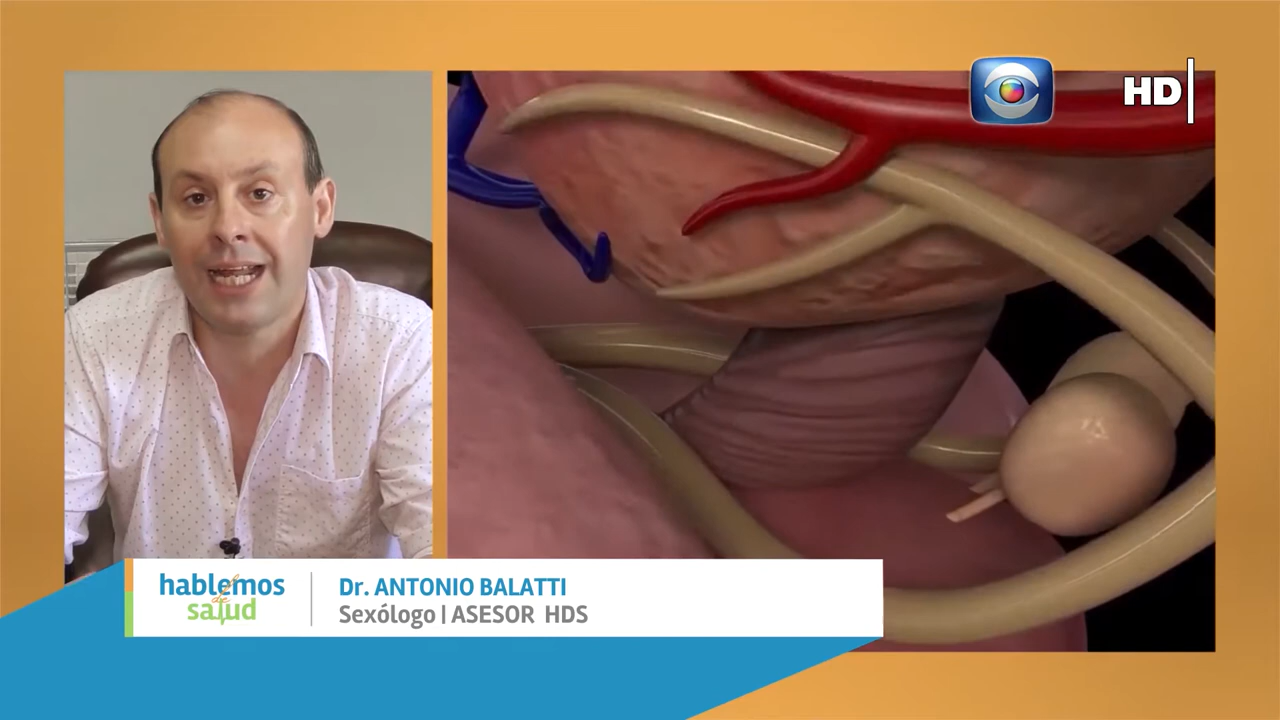 HD
hablemos
de
salud
Dr. ANTONIO BALATTI
Sexólogo | ASESOR HDS